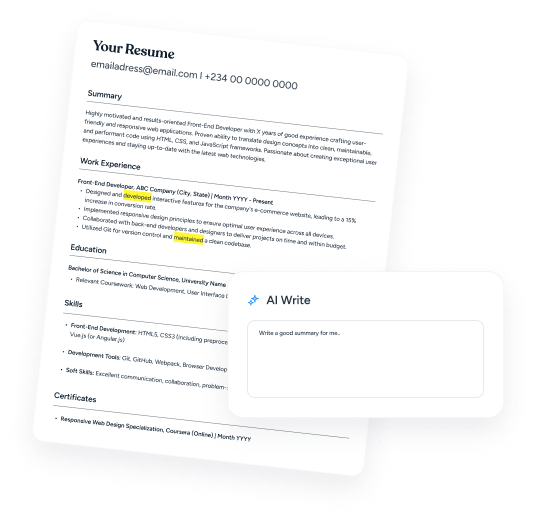 Your Resume
emailadress@email.com I +234 00 0000 0000
Summary
Highly motivated and results-oriented Front-End Developer with X years of good experience crafting user-
friendly and responsive web applications. Proven ability to translate design concepts into clean, maintainable,
and performant code using HTML, CSS, and JavaScript frameworks. Passionate about creating exceptional user
experiences and staying up-to-date with the latest web technologies.
Work Experience
Front-End Developer, ABC Company (City, State) | Month YYYY - Present
• Designed and developed interactive features for the company's e-commerce website, leading to a 15%
increase in conversion rate.
• Implemented responsive design principles to ensure optimal user experience across all devices.
• Collaborated with back-end developers and designers to deliver projects on time and within budget.
• Utilized Git for version control and maintained a clean codebase.
Education
Bachelor of Science in Computer Science, University Name
• Relevant Coursework: Web Development, User Interface
Skills
• Front-End Development: HTML5, CSS3 (including
Vue.js (or Angular.js)
• Development Tools: Git, GitHub, Webpack, Browser
• Soft Skills: Excellent communication, collaboration,
Certificates
• Responsive Web Design Specialization, Coursera (Online) | Month YYYY
AI Write
Write a good summary for me..